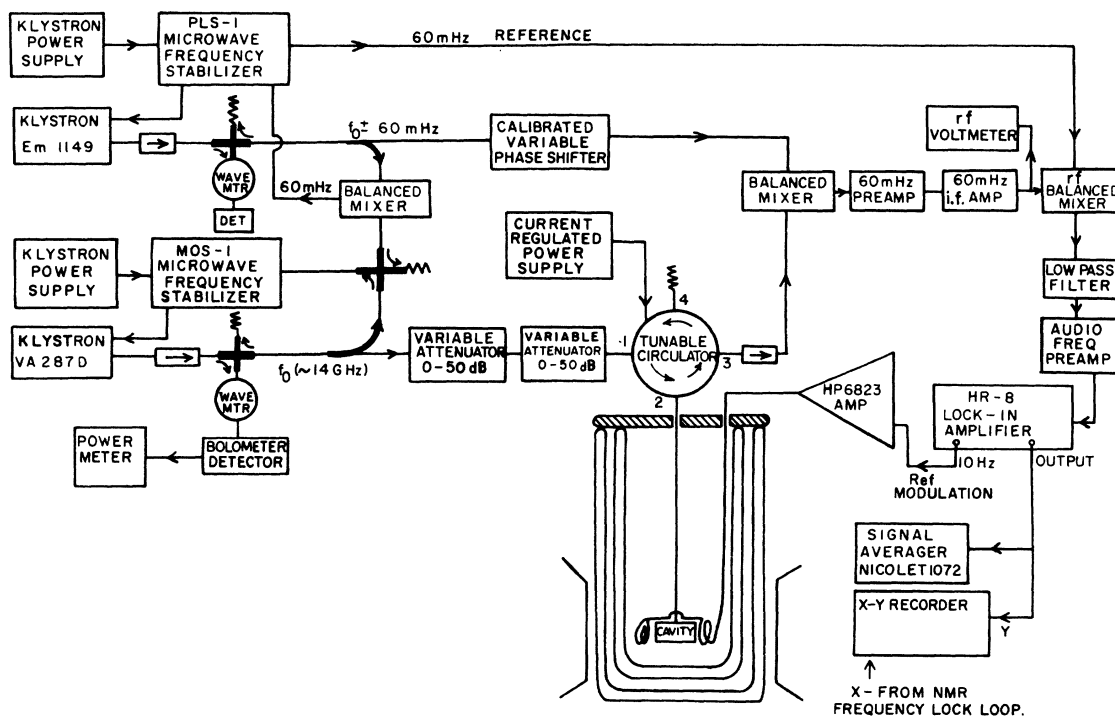 KLYSTRON
POWER
SUPPLY
PLS-1
MICROWAVE
FREQUENCY
STABILIZER
60mHz REFERENCE
KLYSTRON
Em 1149
WAVE
MTR
DET
f₀± 60 mHz
60mHz
BALANCED
MIXER
CALIBRATED
VARIABLE
PHASE SHIFTER
rf
VOLTMETER
BALANCED
MIXER
60mHz
PREAMP
60mHz
i.f. AMP
rf
BALANCED
MIXER
KLYSTRON
POWER
SUPPLY
MOS-1
MICROWAVE
FREQUENCY
STABILIZER
CURRENT
REGULATED
POWER
SUPPLY
LOW PASS
FILTER
KLYSTRON
VA 287D
WAVE
MTR
f₀ (~14 GHz)
VARIABLE
ATTENUATOR
0-50 dB
VARIABLE
ATTENUATOR
0-50 dB
4
1
TUNABLE
CIRCULATOR
3
2
AUDIO
FREQ
PREAMP
POWER
METER
BOLOMETER
DETECTOR
HP6823
AMP
HR-8
LOCK-IN
AMPLIFIER
10 Hz
OUTPUT
Ref
MODULATION
SIGNAL
AVERAGER
NICOLET 1072
X-Y RECORDER
Y
CAVITY
X- FROM NMR
FREQUENCY LOCK LOOP.